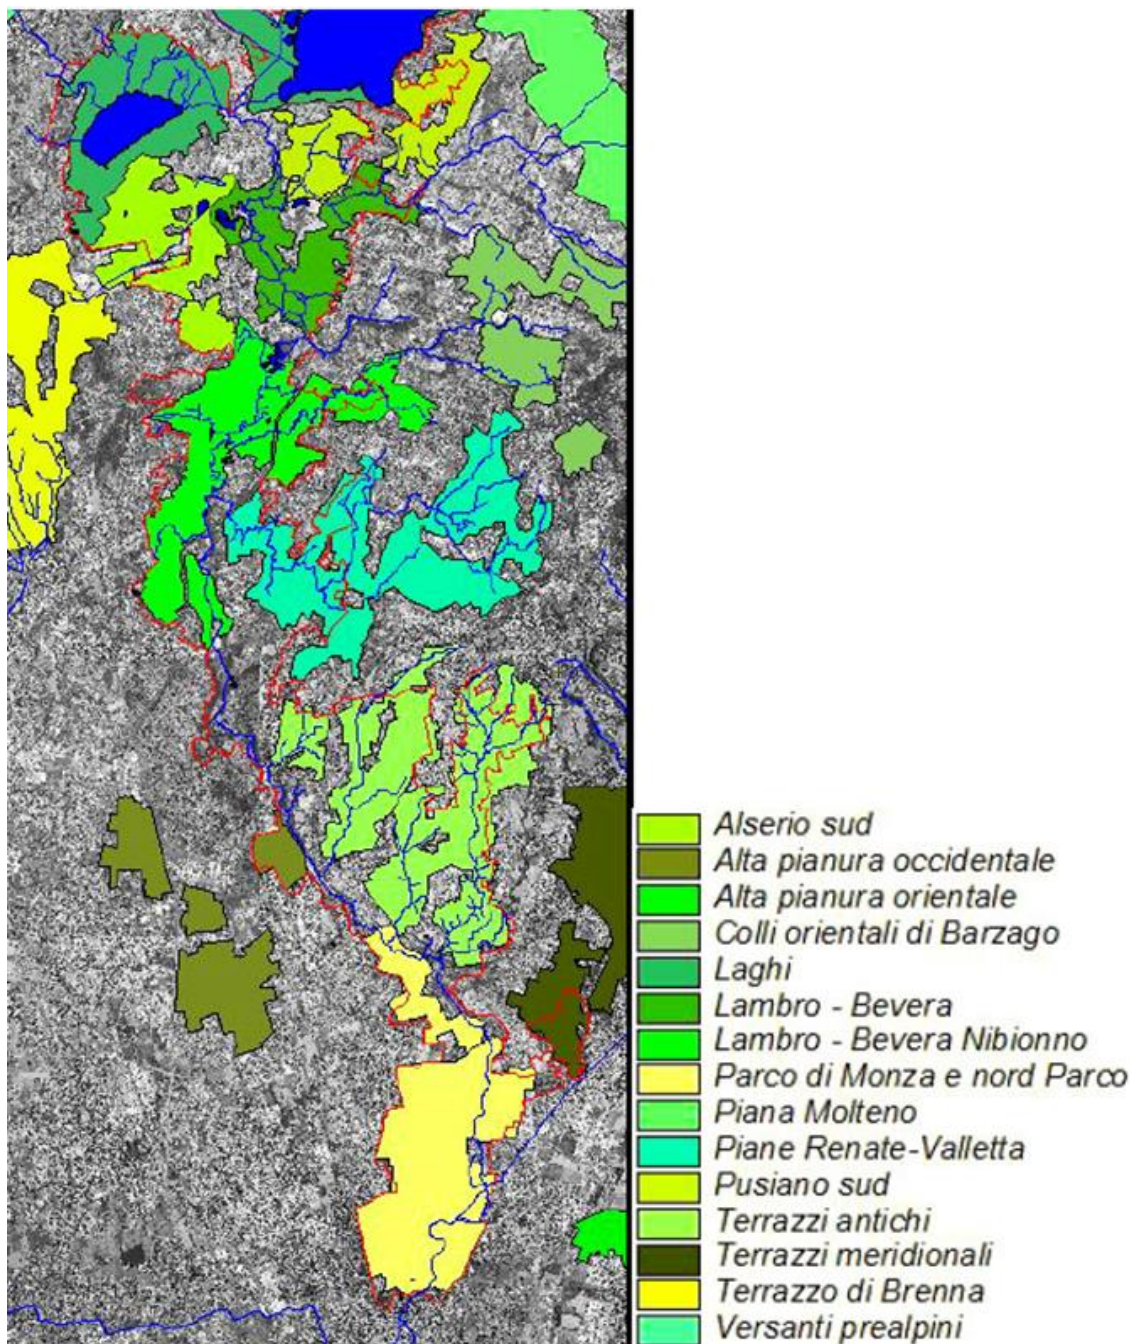 Alserio sud
Alta pianura occidentale
Alta pianura orientale
Colli orientali di Barzago
Laghi
Lambro - Bevera
Lambro - Bevera Nibionno
Parco di Monza e nord Parco
Piana Molteno
Piane Renate-Valletta
Pusiano sud
Terrazzi antichi
Terrazzi meridionali
Terrazzo di Brenna
Versanti prealpini